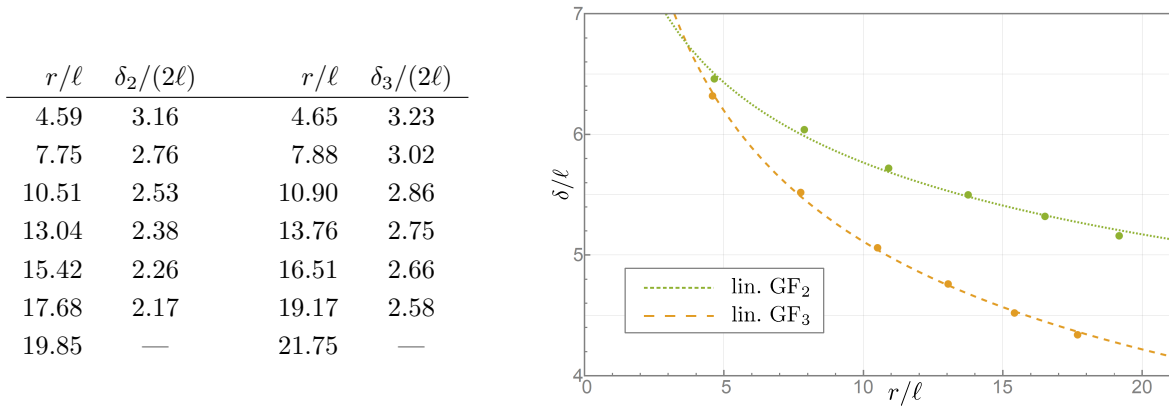 r/ℓ δ₂/(2ℓ) r/ℓ δ₃/(2ℓ)
4.59 3.16 4.65 3.23
7.75 2.76 7.88 3.02
10.51 2.53 10.90 2.86
13.04 2.38 13.76 2.75
15.42 2.26 16.51 2.66
17.68 2.17 19.17 2.58
19.85 — 21.75 —
7
6
δ/ℓ
5
lin. GF₂
lin. GF₃
4
0 5 10 15 20
r/ℓ